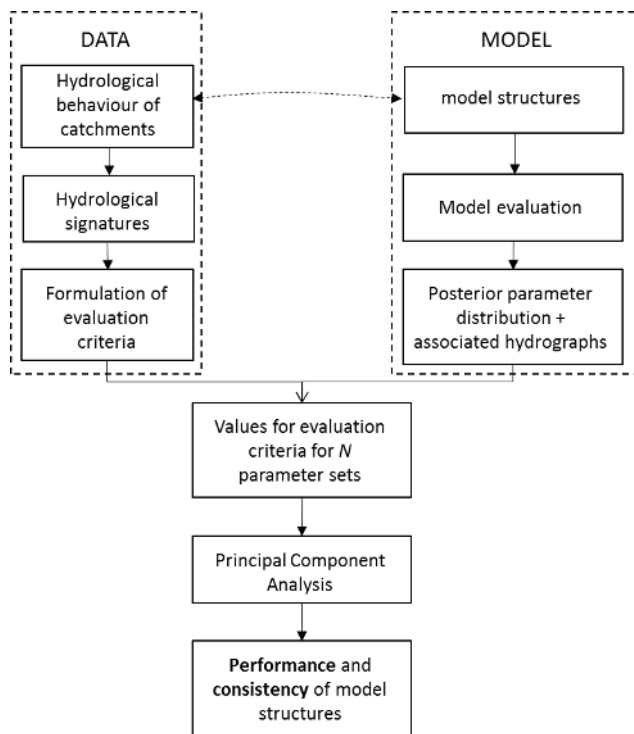 DATA
Hydrological
behaviour of
catchments
Hydrological
signatures
Formulation of
evaluation
criteria
MODEL
model structures
Model evaluation
Posterior parameter
distribution +
associated hydrographs
Values for evaluation
criteria for N
parameter sets
Principal Component
Analysis
Performance and
consistency of model
structures